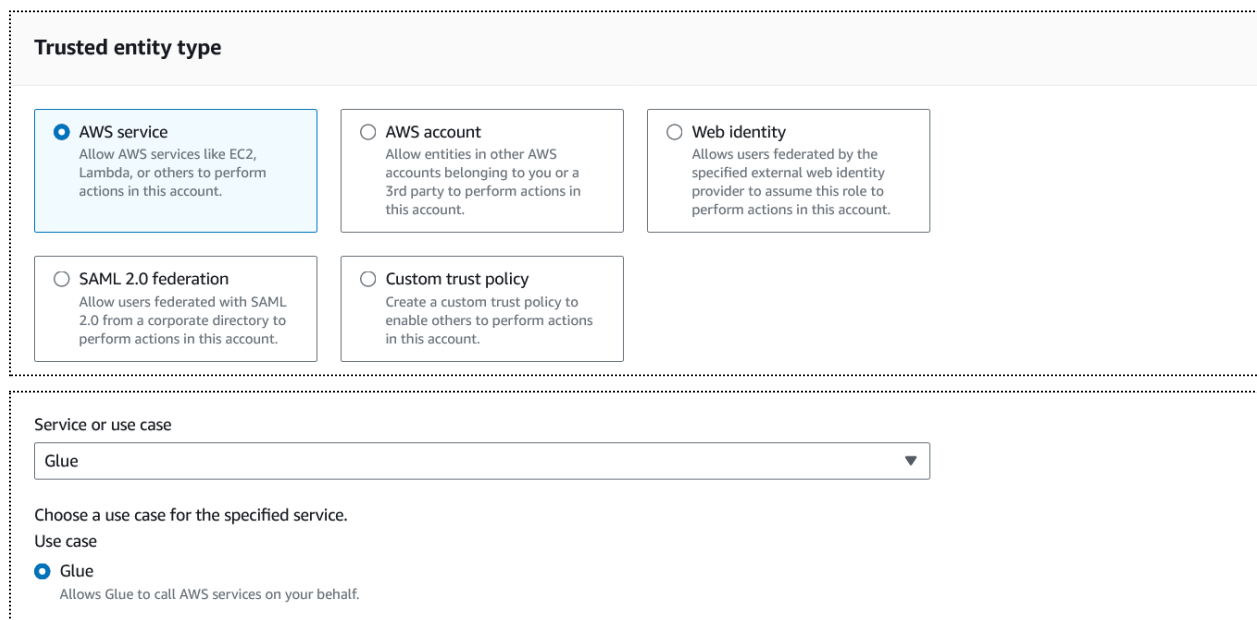 Trusted entity type
AWS service
Allow AWS services like EC2,
Lambda, or others to perform
actions in this account.
AWS account
Allow entities in other AWS
accounts belonging to you or a
3rd party to perform actions in
this account.
Web identity
Allows users federated by the
specified external web identity
provider to assume this role to
perform actions in this account.
SAML 2.0 federation
Allow users federated with SAML
2.0 from a corporate directory to
perform actions in this account.
Custom trust policy
Create a custom trust policy to
enable others to perform actions
in this account.
Service or use case
Glue
Choose a use case for the specified service.
Use case
Glue
Allows Glue to call AWS services on your behalf.